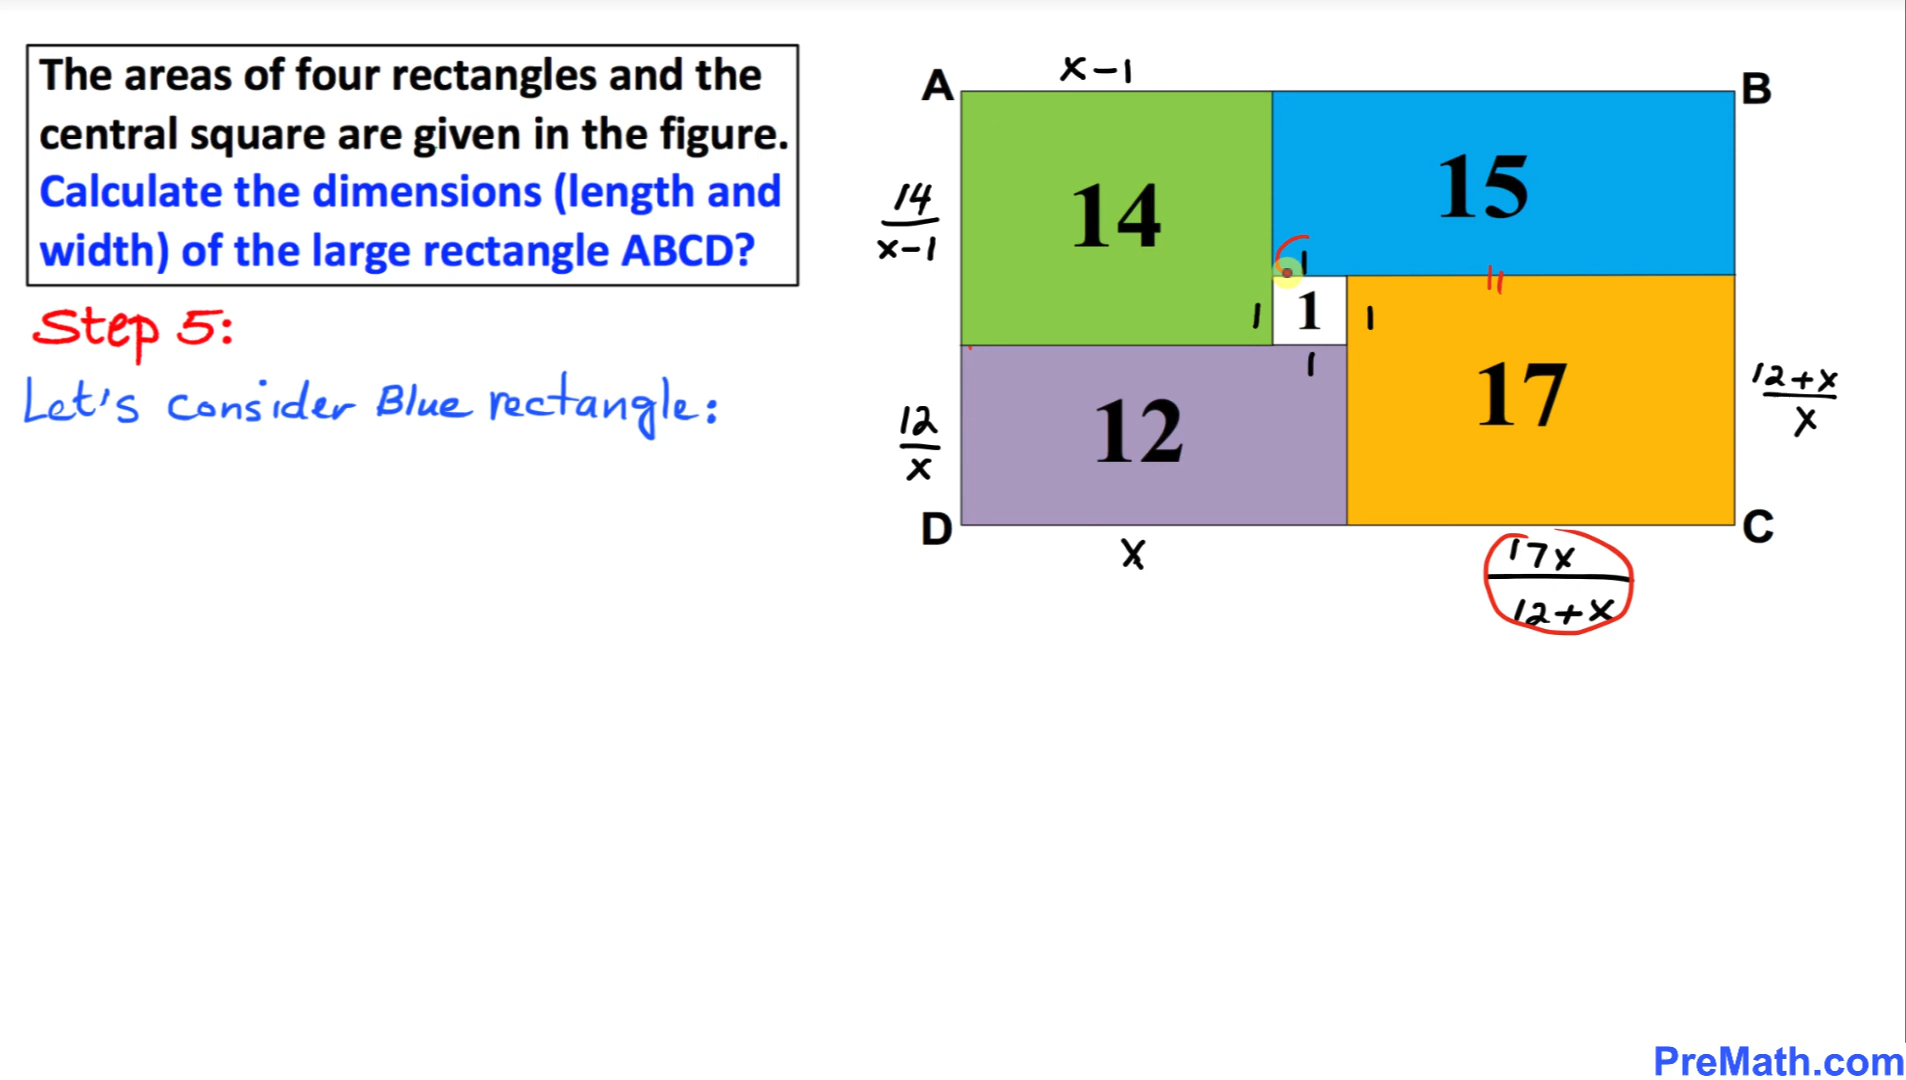 The areas of four rectangles and the
central square are given in the figure.
Calculate the dimensions (length and
width) of the large rectangle ABCD?
Step 5:
Let's consider Blue rectangle:
x-1
A
B
14
15
14
x-1
1
1
1
1
1
12
17
12
x
12+x
x
D
C
x
17x
12+x
PreMath.com